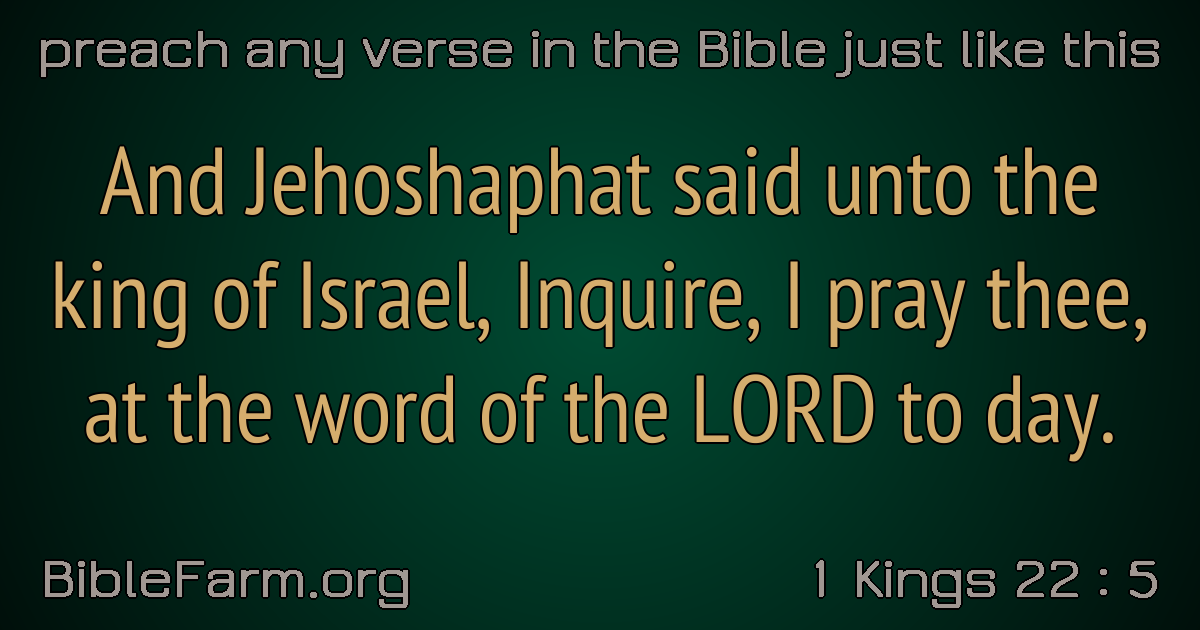 preach any verse in the Bible just like this
And Jehoshaphat said unto the
king of Israel, Inquire, I pray thee,
at the word of the LORD to day.
BibleFarm.org
1 Kings 22 : 5